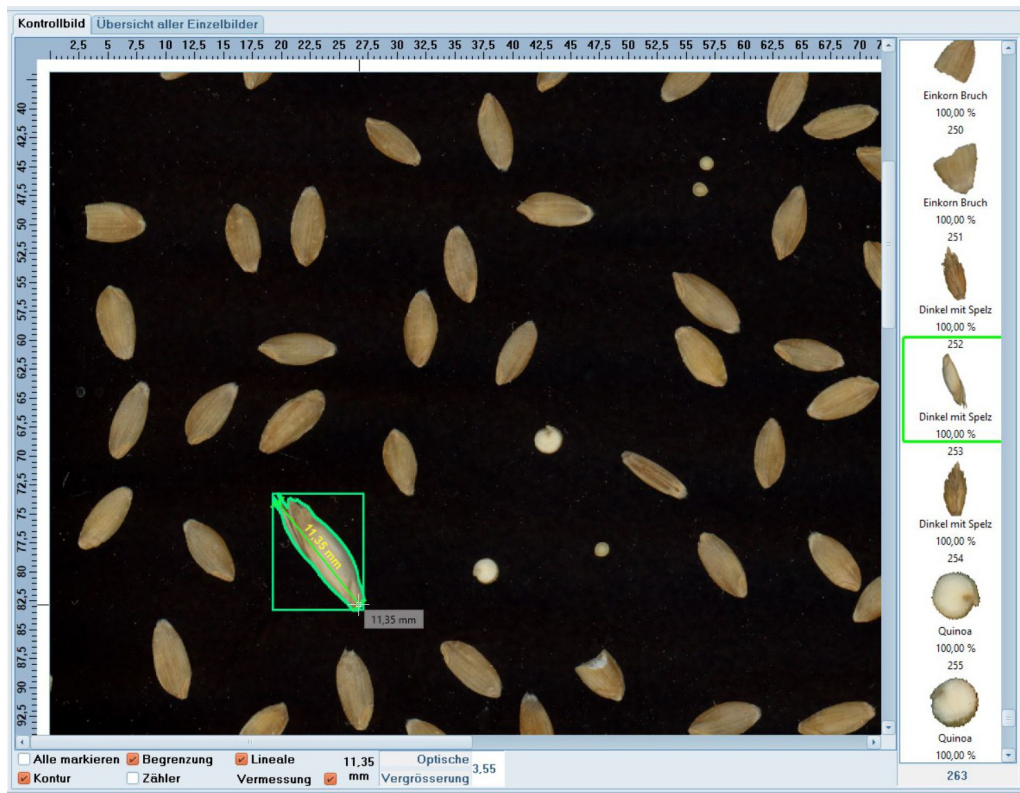 Kontrollbild Übersicht aller Einzelbilder
2,5 5 7,5 10 12,5 15 17,5 20 22,5 25 27,5 30 32,5 35 37,5 40 42,5 45 47,5 50 52,5 55 57,5 60 62,5 65 67,5 70
40
42,5
45
47,5
50
52,5
55
57,5
60
62,5
65
67,5
70
72,5
75
77,5
80
82,5
85
87,5
90
92,5
11,35 mm
11,35 mm
Einkorn Bruch
100,00 %
250
Einkorn Bruch
100,00 %
251
Dinkel mit Spelz
100,00 %
252
Dinkel mit Spelz
100,00 %
253
Dinkel mit Spelz
100,00 %
254
Quinoa
100,00 %
255
Quinoa
100,00 %
263
Alle markieren Begrenzung Lineale 11,35 Optische 3,55
Kontur Zähler Vermessung mm Vergrösserung